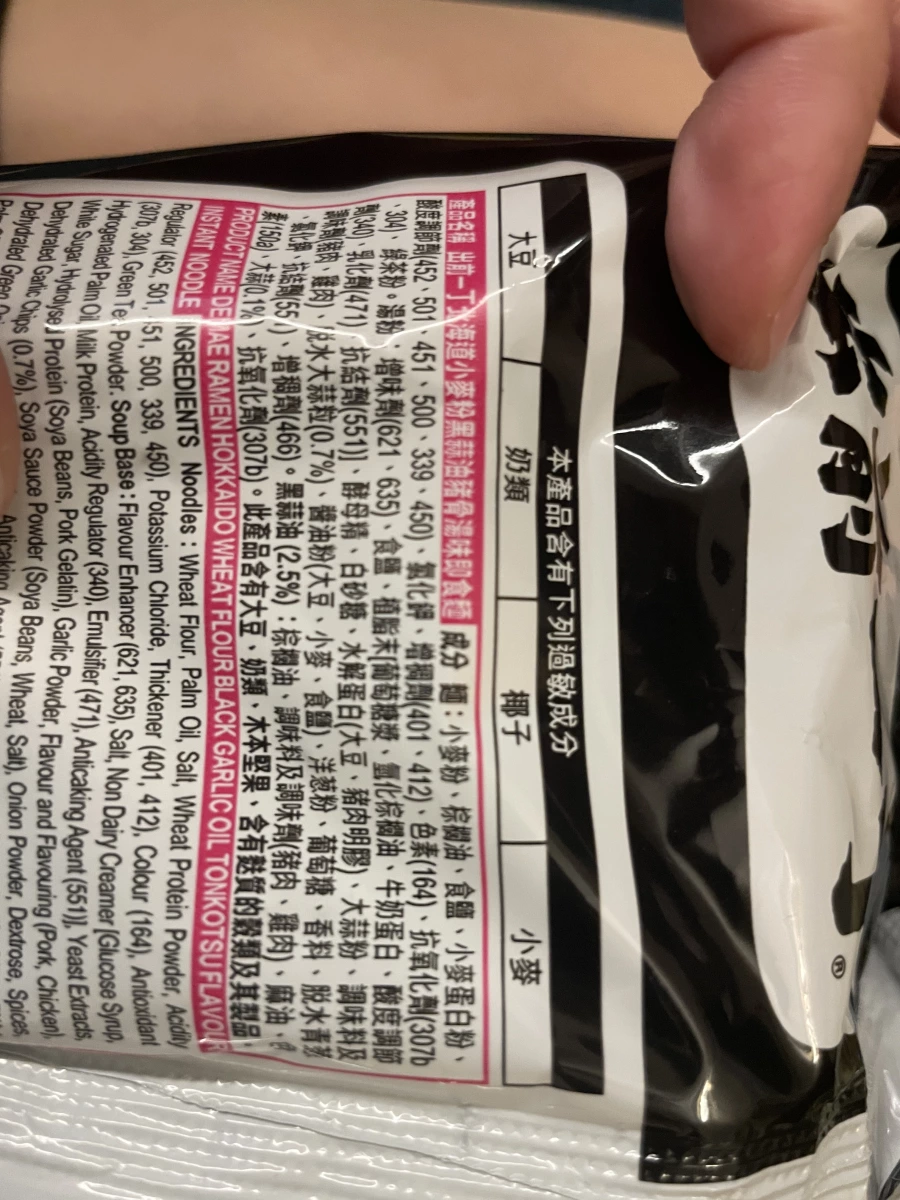 ®
本產品含有下列過敏成分
大豆 奶類 椰子 小麥
產品名稱 出前一丁北海道小麥粉黑蒜油豬骨湯味即食麵 成分 麵：小麥粉、棕櫚油、食鹽、小麥蛋白粉、
酸度調節劑(452、501、451、500、339、450)、氯化鉀、增稠劑(401、412)、色素(164)、抗氧化劑(307b
、304)、綠茶粉。湯粉：增味劑(621、635)、食鹽、植脂末[葡萄糖漿、氫化棕櫚油、牛奶蛋白、酸度調節
劑(340)、乳化劑(471)、抗結劑(551)]、酵母精、白砂糖、水解蛋白(大豆、豬肉明膠)、大蒜粉、調味料及
調味劑(豬肉、雞肉)、脫水大蒜粒(0.7%)、醬油粉(大豆、小麥、食鹽)、洋葱粉、葡萄糖、香料、脫水青葱
、氯化鉀、抗結劑(551)、增稠劑(466)。黑蒜油 (2.5%)：棕櫚油、調味料及調味劑(豬肉、雞肉)、麻油、色
素(150a)、大蒜(0.1%)、抗氧化劑(307b)。此產品含有大豆、奶類、木本堅果、含有麩質的穀類及其製品。
PRODUCT NAME DEMAE RAMEN HOKKAIDO WHEAT FLOUR BLACK GARLIC OIL TONKOTSU FLAVOUR
INSTANT NOODLE INGREDIENTS Noodles : Wheat Flour, Palm Oil, Salt, Wheat Protein Powder, Acidity
Regulator (452, 501, 451, 500, 339, 450), Potassium Chloride, Thickener (401, 412), Colour (164), Antioxidant
(307b, 304), Green Tea Powder. Soup Base : Flavour Enhancer (621, 635), Salt, Non Dairy Creamer [Glucose Syrup,
Hydrogenated Palm Oil, Milk Protein, Acidity Regulator (340), Emulsifier (471), Anticaking Agent (551)], Yeast Extracts,
White Sugar, Hydrolysed Protein (Soya Beans, Pork Gelatin), Garlic Powder, Flavour and Flavouring (Pork, Chicken),
Dehydrated Garlic Chips (0.7%), Soya Sauce Powder (Soya Beans, Wheat, Salt), Onion Powder, Dextrose, Spices,
Dehydrated Green Anticaking